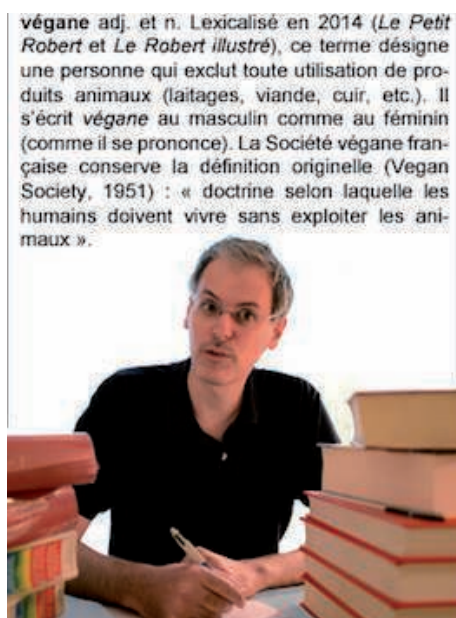 végane adj. et n. Lexicalisé en 2014 (Le Petit
Robert et Le Robert illustré), ce terme désigne
une personne qui exclut toute utilisation de pro-
duits animaux (laitages, viande, cuir, etc.). Il
s'écrit végane au masculin comme au féminin
(comme il se prononce). La Société végane fran-
çaise conserve la définition originelle (Vegan
Society, 1951) : « doctrine selon laquelle les
humains doivent vivre sans exploiter les ani-
maux ».